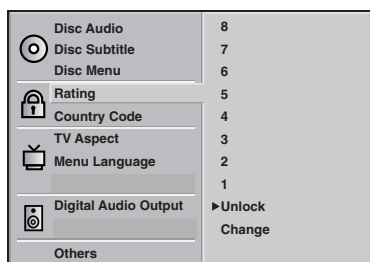 Disc Audio
Disc Subtitle
Disc Menu
Rating
Country Code
TV Aspect
Menu Language
Digital Audio Output
Others
8
7
6
5
4
3
2
1
►Unlock
Change